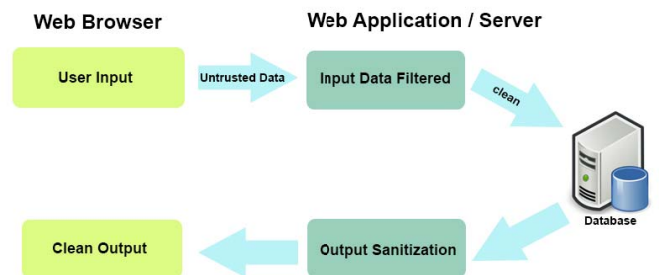 Web Browser
Web Application / Server
User Input
Untrusted Data
Input Data Filtered
clean
Database
Clean Output
Output Sanitization